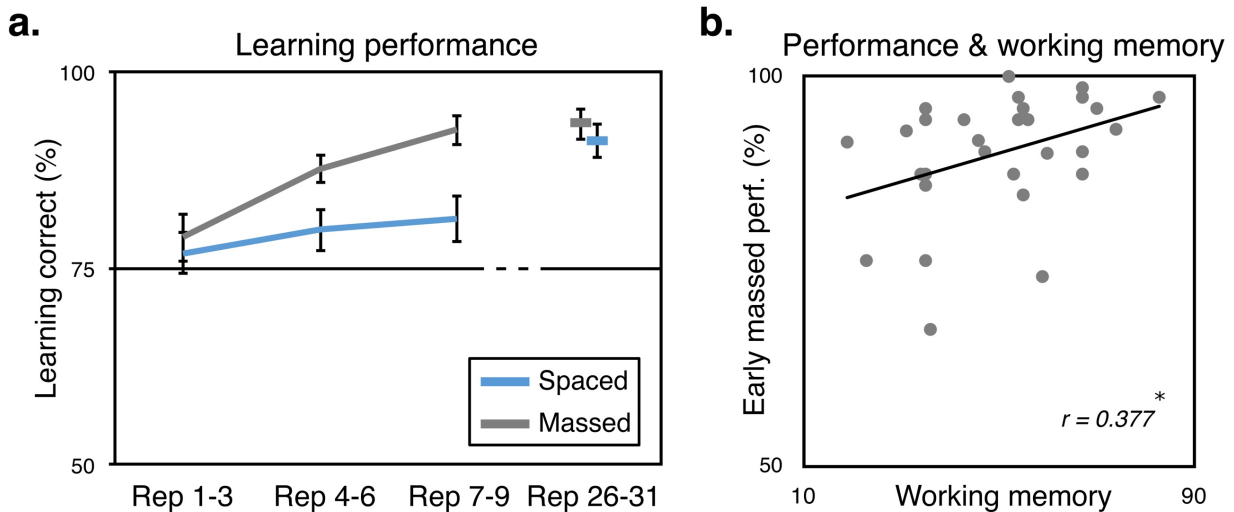 a.
Learning performance
100
75
50
Learning correct (%)
Spaced
Massed
Rep 1-3 Rep 4-6 Rep 7-9 Rep 26-31
b.
Performance & working memory
100
50
Early massed perf. (%)
r = 0.377*
10 Working memory 90